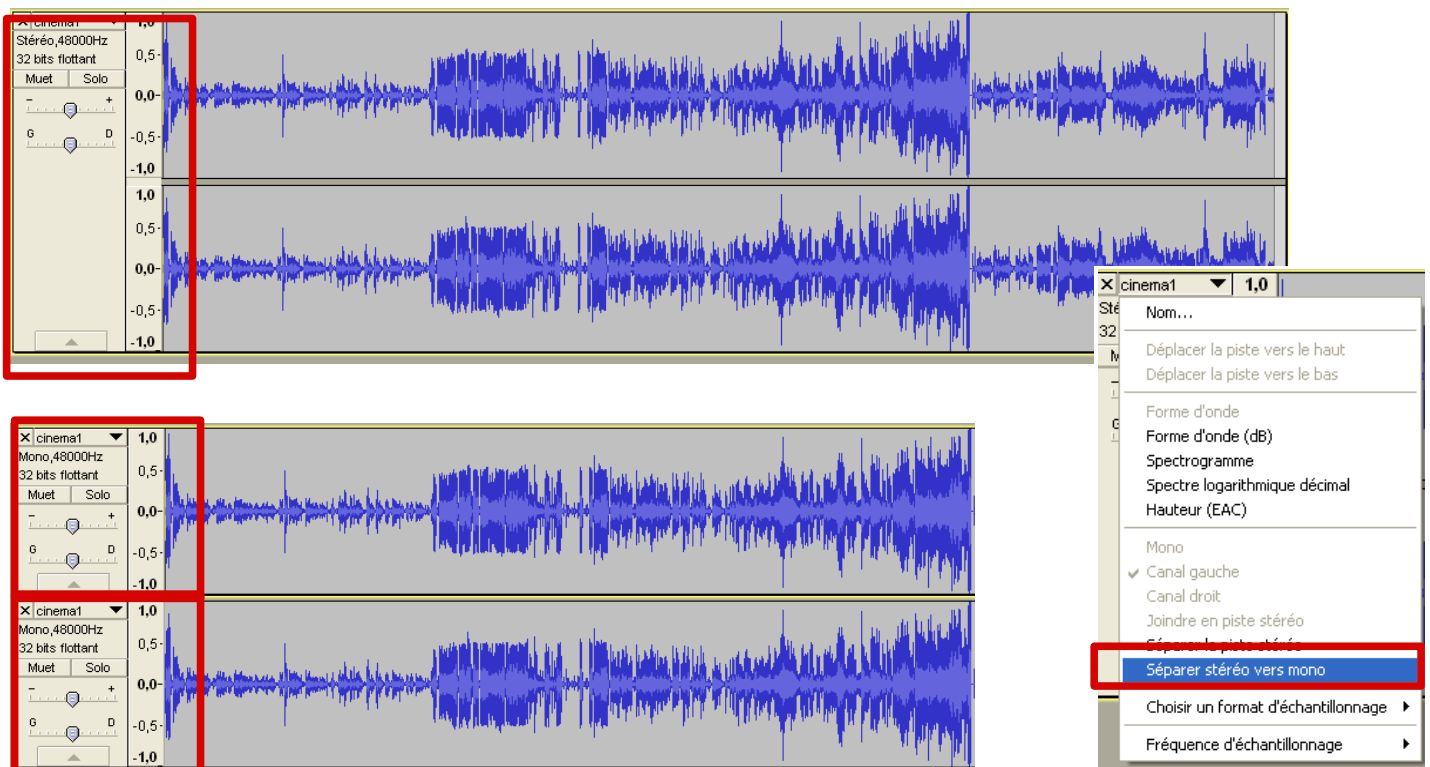 cinema1 1,0
Stéréo,48000Hz
32 bits flottant
Muet Solo
- +
G D
0,5-
0,0-
-0,5-
-1,0
1,0
0,5-
0,0-
-0,5-
-1,0
cinema1 1,0
Mono,48000Hz
32 bits flottant
Muet Solo
- +
G D
0,5-
0,0-
-0,5-
-1,0
cinema1 1,0
Mono,48000Hz
32 bits flottant
Muet Solo
- +
G D
0,5-
0,0-
-0,5-
-1,0
cinema1 1,0
Sté
32
Nom...
Déplacer la piste vers le haut
Déplacer la piste vers le bas
Forme d'onde
Forme d'onde (dB)
Spectrogramme
Spectre logarithmique décimal
Hauteur (EAC)
Mono
Canal gauche
Canal droit
Joindre en piste stéréo
Séparer la piste stéréo
Séparer stéréo vers mono
Choisir un format d'échantillonnage
Fréquence d'échantillonnage